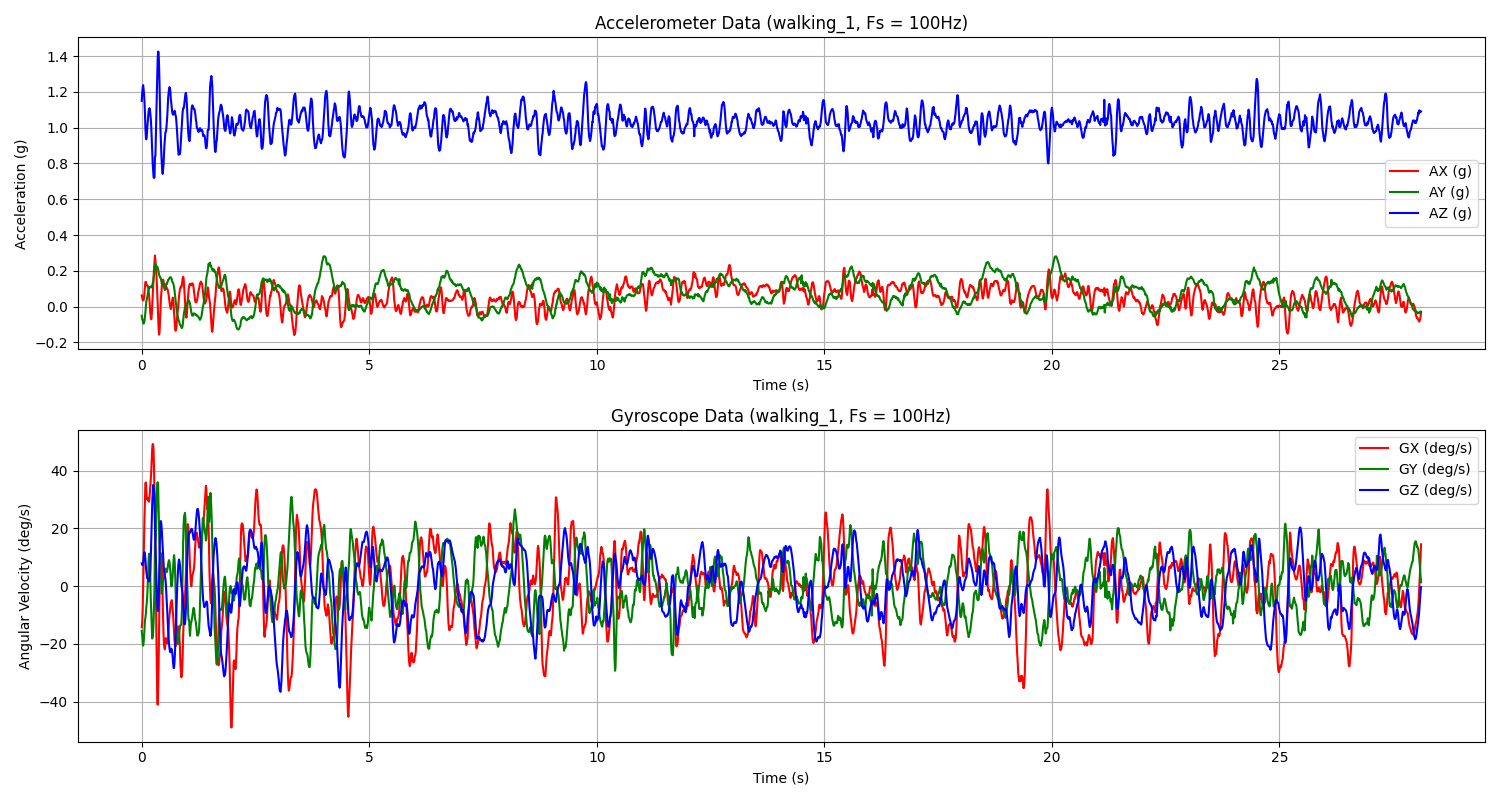 Accelerometer Data (walking_1, Fs = 100Hz)
Acceleration (g)
1.4
1.2
1.0
0.8
0.6
0.4
0.2
0.0
−0.2
AX (g)
AY (g)
AZ (g)
0 5 10 15 20 25
Time (s)
Gyroscope Data (walking_1, Fs = 100Hz)
Angular Velocity (deg/s)
40
20
0
−20
−40
GX (deg/s)
GY (deg/s)
GZ (deg/s)
0 5 10 15 20 25
Time (s)